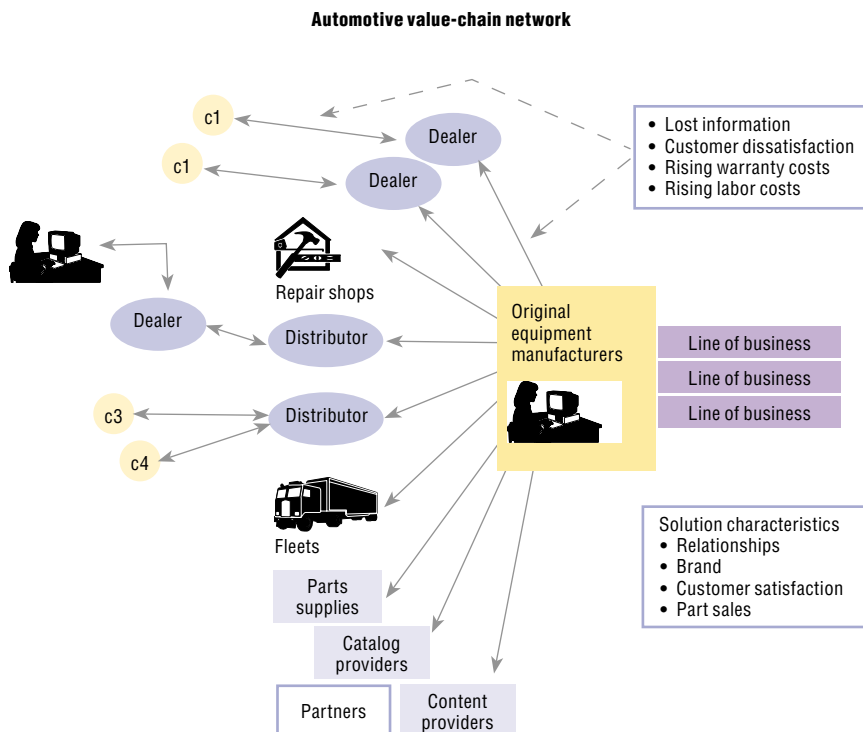 Automotive value-chain network
c1
Dealer
c1
Dealer
• Lost information
• Customer dissatisfaction
• Rising warranty costs
• Rising labor costs
Repair shops
Dealer
Distributor
Original
equipment
manufacturers
Line of business
Line of business
Line of business
c3
Distributor
c4
Fleets
Solution characteristics
• Relationships
• Brand
• Customer satisfaction
• Part sales
Parts
supplies
Catalog
providers
Partners
Content
providers